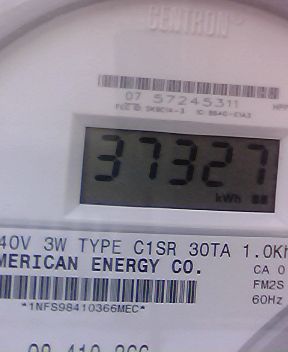 CENTRON
07 57245311
37327
kWh
40V 3W TYPE C1SR 30TA 1.0Kh
MERICAN ENERGY CO.
CA 0
FM2S
60Hz
*1NFS98410366MEC*